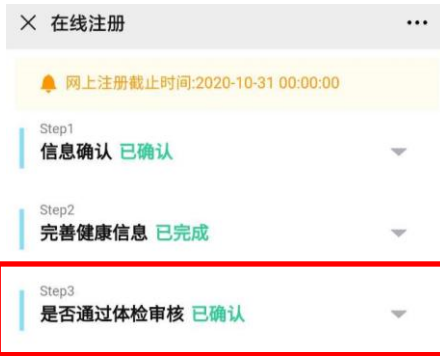 在线注册
网上注册截止时间:2020-10-31 00:00:00
Step1
信息确认 已确认
Step2
完善健康信息 已完成
Step3
是否通过体检审核 已确认